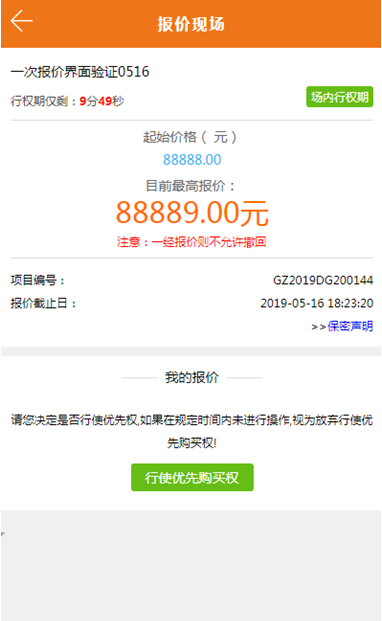 报价现场
一次报价界面验证0516
行权期仅剩：9分49秒
场内行权期
起始价格（ 元）
88888.00
目前最高报价：
88889.00元
注意：一经报价则不允许撤回
项目编号： GZ2019DG200144
报价截止日： 2019-05-16 18:23:20
>>保密声明
我的报价
请您决定是否行使优先权,如果在规定时间内未进行操作,视为放弃行使优
先购买权!
行使优先购买权